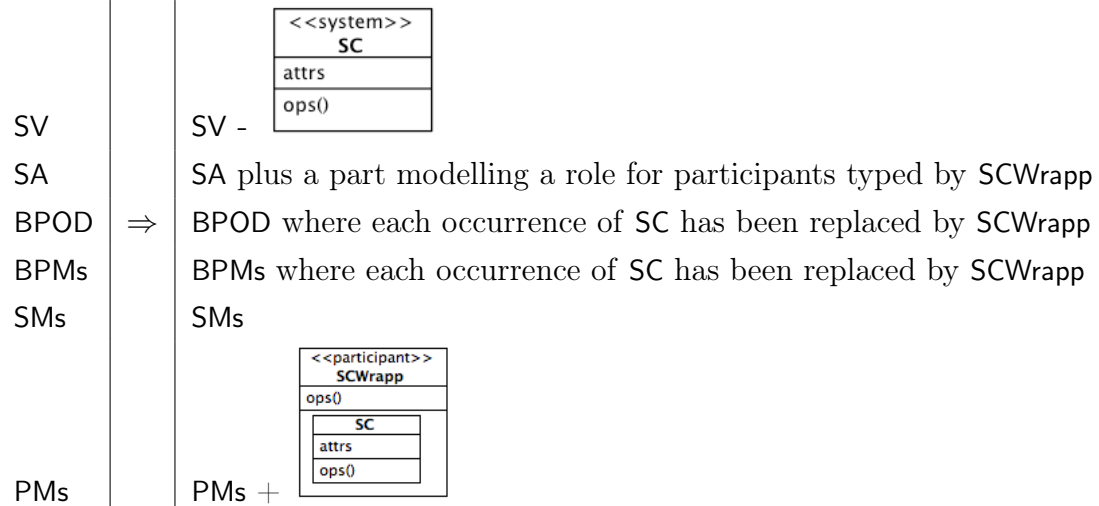 <<system>>
SC
attrs
ops()
SV SV -
SA SA plus a part modelling a role for participants typed by SCWrapp
BPOD ⇒ BPOD where each occurrence of SC has been replaced by SCWrapp
BPMs BPMs where each occurrence of SC has been replaced by SCWrapp
SMs SMs
<<participant>>
SCWrapp
ops()
SC
attrs
ops()
PMs PMs +